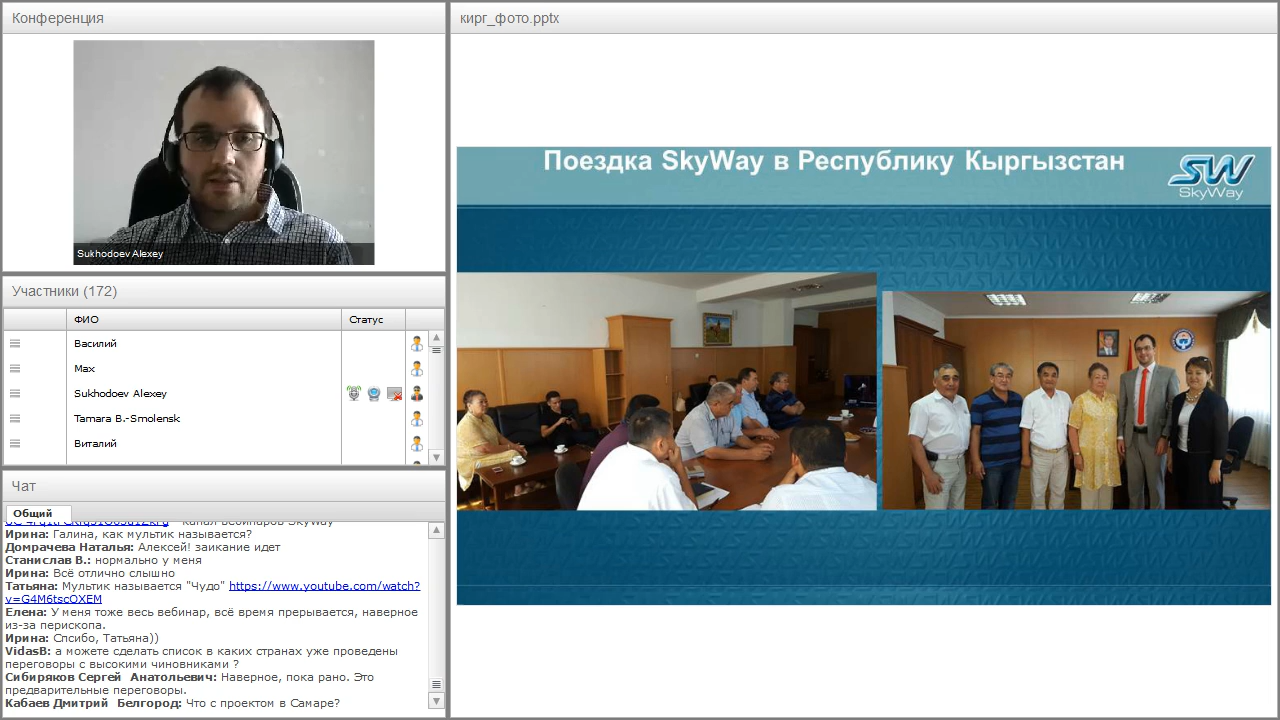 Конференция
Sukhodoev Alexey
Участники (172)
ФИО
Статус
Василий
Max
Sukhodoev Alexey
Tamara B.-Smolensk
Виталий
Чат
Общий
канал вебинаров SkyWay
Ирина: Галина, как мультик называется?
Домрачева Наталья: Алексей! заикание идет
Станислав В.: нормально у меня
Ирина: Всё отлично слышно
Татьяна: Мультик называется "Чудо" https://www.youtube.com/watch?
v=G4M6tscOXEM
Елена: У меня тоже весь вебинар, всё время прерывается, наверное
из-за перископа.
Ирина: Спсибо, Татьяна))
VidasB: а можете сделать список в каких странах уже проведены
переговоры с высокими чиновниками ?
Сибиряков Сергей Анатольевич: Наверное, пока рано. Это
предварительные переговоры.
Кабаев Дмитрий Белгород: Что с проектом в Самаре?
кирг_фото.pptx
Поездка SkyWay в Республику Кыргызстан
SW
SkyWay